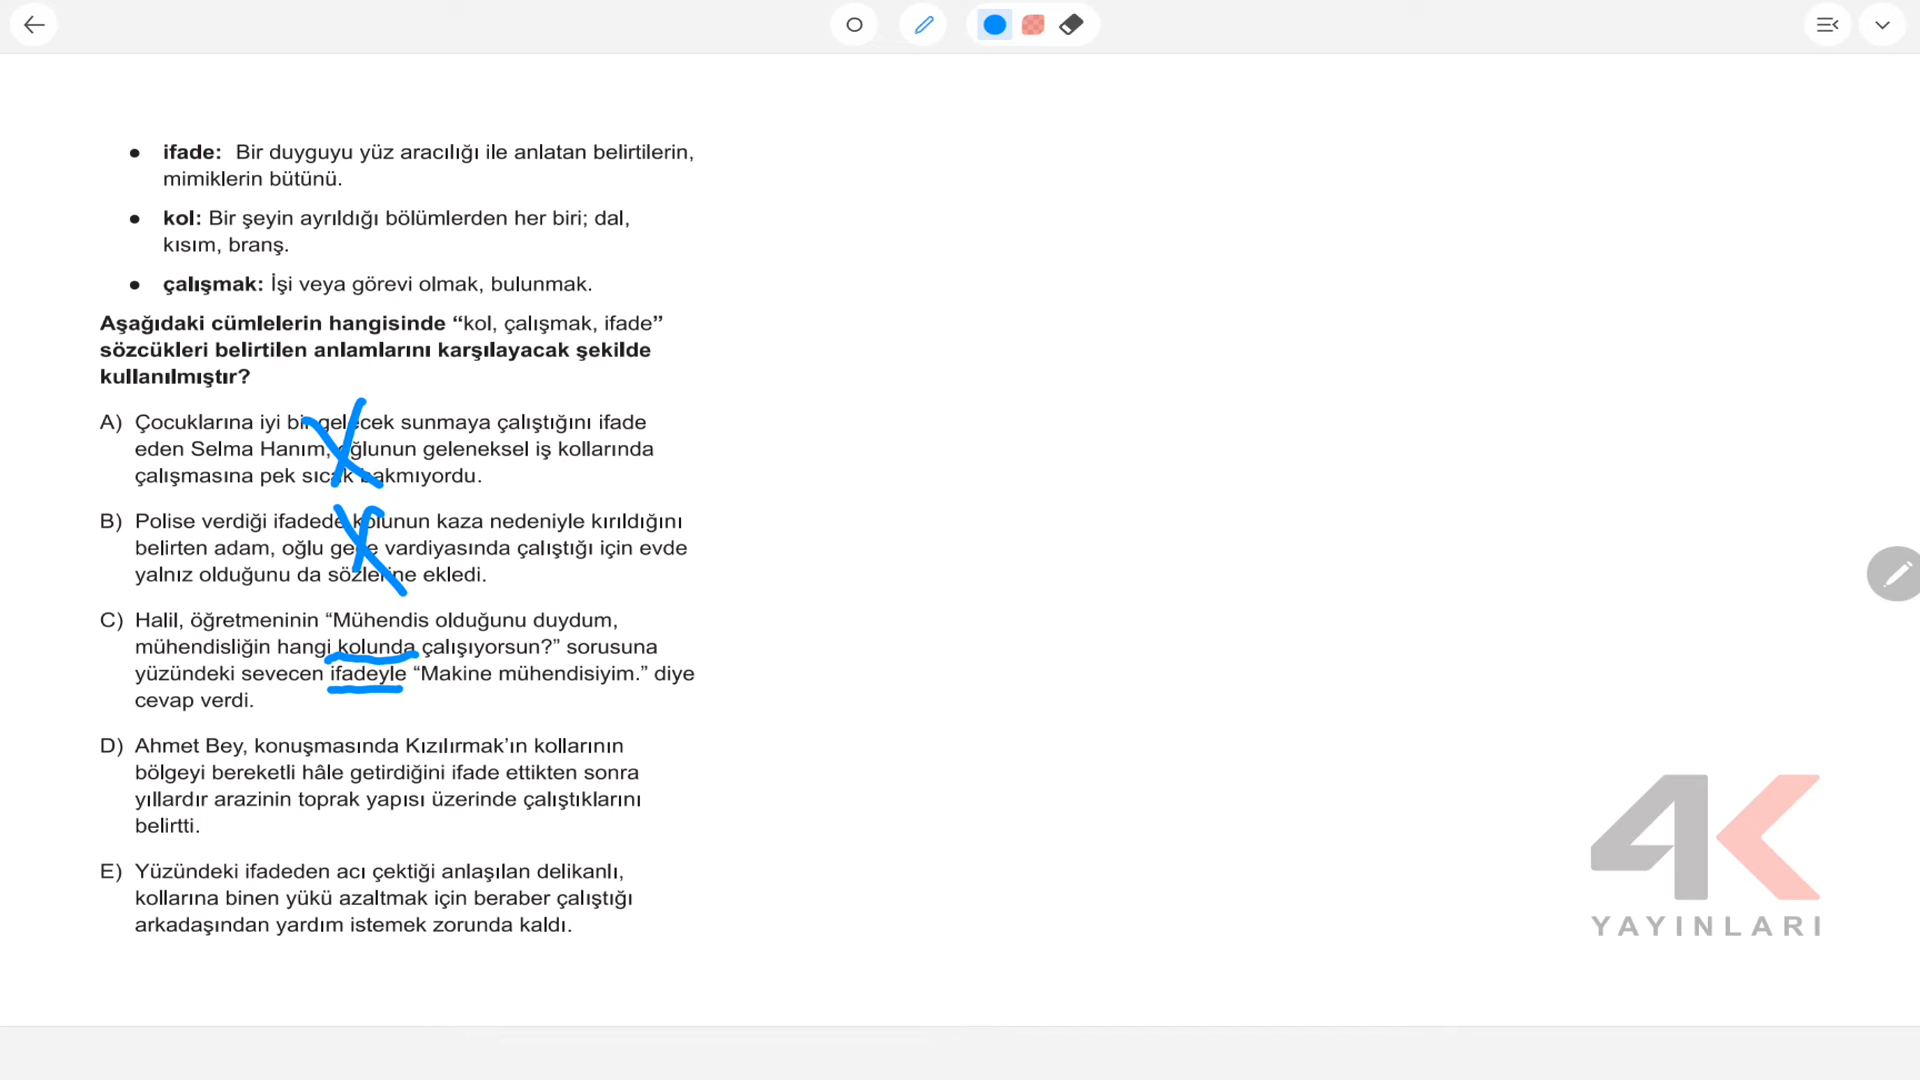 • ifade: Bir duyguyu yüz aracılığı ile anlatan belirtilerin,
mimiklerin bütünü.
• kol: Bir şeyin ayrıldığı bölümlerden her biri; dal,
kısım, branş.
• çalışmak: İşi veya görevi olmak, bulunmak.
Aşağıdaki cümlelerin hangisinde “kol, çalışmak, ifade”
sözcükleri belirtilen anlamlarını karşılayacak şekilde
kullanılmıştır?
A) Çocuklarına iyi bir gelecek sunmaya çalıştığını ifade
eden Selma Hanım, oğlunun geleneksel iş kollarında
çalışmasına pek sıcak bakmıyordu.
B) Polise verdiği ifadede kolunun kaza nedeniyle kırıldığını
belirten adam, oğlu gece vardiyasında çalıştığı için evde
yalnız olduğunu da sözlerine ekledi.
C) Halil, öğretmeninin “Mühendis olduğunu duydum,
mühendisliğin hangi kolunda çalışıyorsun?” sorusuna
yüzündeki sevecen ifadeyle “Makine mühendisiyim.” diye
cevap verdi.
D) Ahmet Bey, konuşmasında Kızılırmak’ın kollarının
bölgeyi bereketli hâle getirdiğini ifade ettikten sonra
yıllardır arazinin toprak yapısı üzerinde çalıştıklarını
belirtti.
E) Yüzündeki ifadeden acı çektiği anlaşılan delikanlı,
kollarına binen yükü azaltmak için beraber çalıştığı
arkadaşından yardım istemek zorunda kaldı.
4K
YAYINLARI